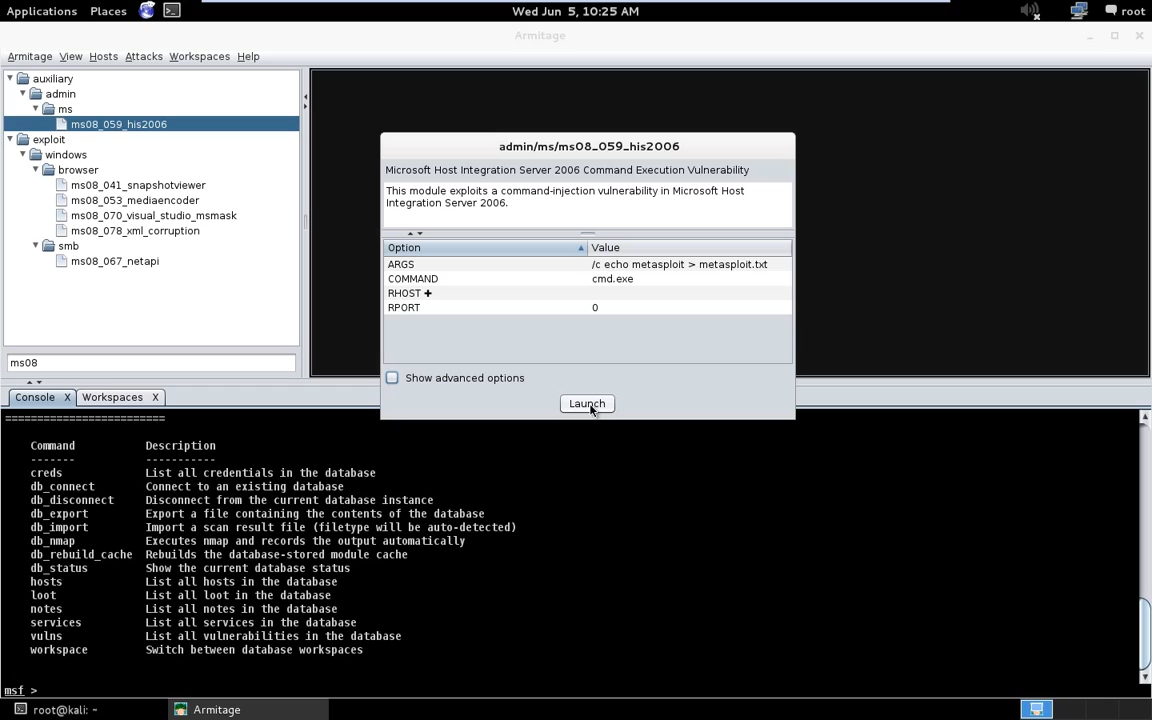 Applications Places
Wed Jun 5, 10:25 AM
root
Armitage
Armitage View Hosts Attacks Workspaces Help
auxiliary
admin
ms
ms08_059_his2006
exploit
windows
browser
ms08_041_snapshotviewer
ms08_053_mediaencoder
ms08_070_visual_studio_msmask
ms08_078_xml_corruption
smb
ms08_067_netapi
ms08
admin/ms/ms08_059_his2006
Microsoft Host Integration Server 2006 Command Execution Vulnerability
This module exploits a command-injection vulnerability in Microsoft Host
Integration Server 2006.
Option Value
ARGS /c echo metasploit > metasploit.txt
COMMAND cmd.exe
RHOST ✚
RPORT 0
Show advanced options
Launch
Console X Workspaces X
=========================
Command Description
------- -----------
creds List all credentials in the database
db_connect Connect to an existing database
db_disconnect Disconnect from the current database instance
db_export Export a file containing the contents of the database
db_import Import a scan result file (filetype will be auto-detected)
db_nmap Executes nmap and records the output automatically
db_rebuild_cache Rebuilds the database-stored module cache
db_status Show the current database status
hosts List all hosts in the database
loot List all loot in the database
notes List all notes in the database
services List all services in the database
vulns List all vulnerabilities in the database
workspace Switch between database workspaces
msf >
root@kali: ~ Armitage